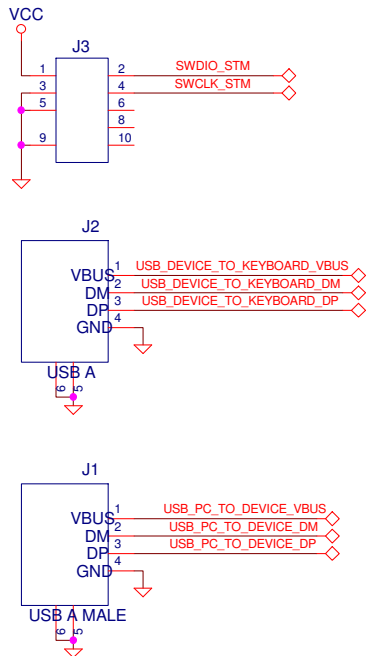 VCC
J3
1 2 SWDIO_STM
3 4 SWCLK_STM
5 6
8
9 10
J2
VBUS 1 USB_DEVICE_TO_KEYBOARD_VBUS
DM 2 USB_DEVICE_TO_KEYBOARD_DM
DP 3 USB_DEVICE_TO_KEYBOARD_DP
GND 4
USB A
6 5
J1
VBUS 1 USB_PC_TO_DEVICE_VBUS
DM 2 USB_PC_TO_DEVICE_DM
DP 3 USB_PC_TO_DEVICE_DP
GND 4
USB A MALE
6 5